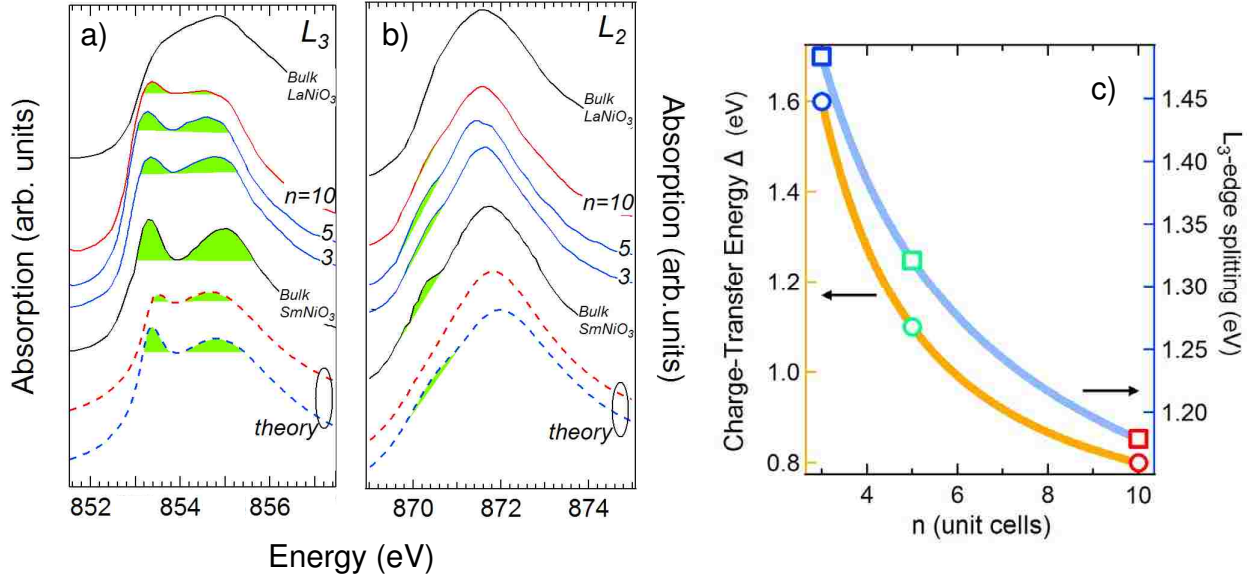 a)
L3
Bulk
LaNiO3
n=10
5
3
Bulk
SmNiO3
theory
852
854
856
Absorption (arb. units)
b)
L2
Bulk
LaNiO3
n=10
5
3
Bulk
SmNiO3
theory
870
872
874
Absorption (arb.units)
Energy (eV)
c)
Charge-Transfer Energy Δ (eV)
1.6
1.4
1.2
1.0
0.8
4
6
8
10
n (unit cells)
1.45
1.40
1.35
1.30
1.25
1.20
L3-edge splitting
(eV)